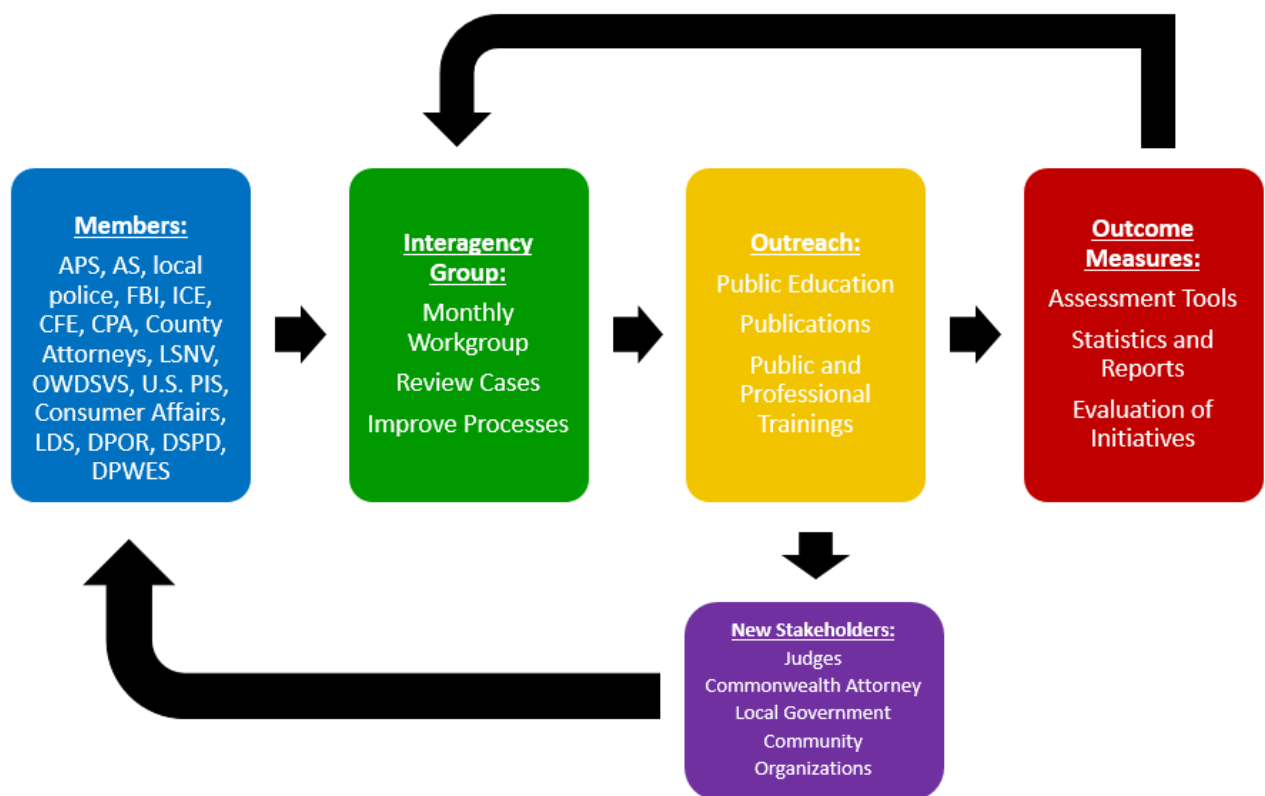 Members:
APS, AS, local
police, FBI, ICE,
CFE, CPA, County
Attorneys, LSNV,
OWDSVS, U.S. PIS,
Consumer Affairs,
LDS, DPOR, DSPD,
DPWES
Interagency
Group:
Monthly
Workgroup
Review Cases
Improve Processes
Outreach:
Public Education
Publications
Public and
Professional
Trainings
Outcome
Measures:
Assessment Tools
Statistics and
Reports
Evaluation of
Initiatives
New Stakeholders:
Judges
Commonwealth Attorney
Local Government
Community
Organizations